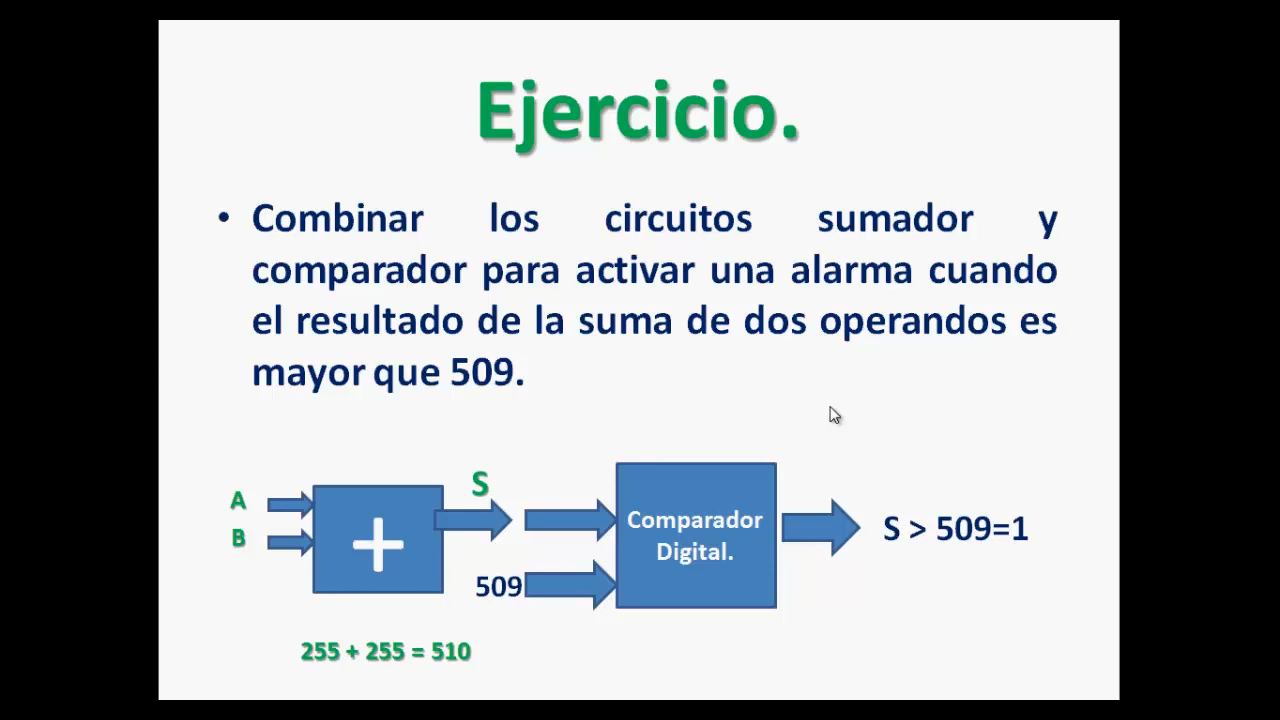 Ejercicio.
• Combinar los circuitos sumador y
comparador para activar una alarma cuando
el resultado de la suma de dos operandos es
mayor que 509.
S
A
B
+
Comparador
Digital.
S > 509=1
509
255 + 255 = 510